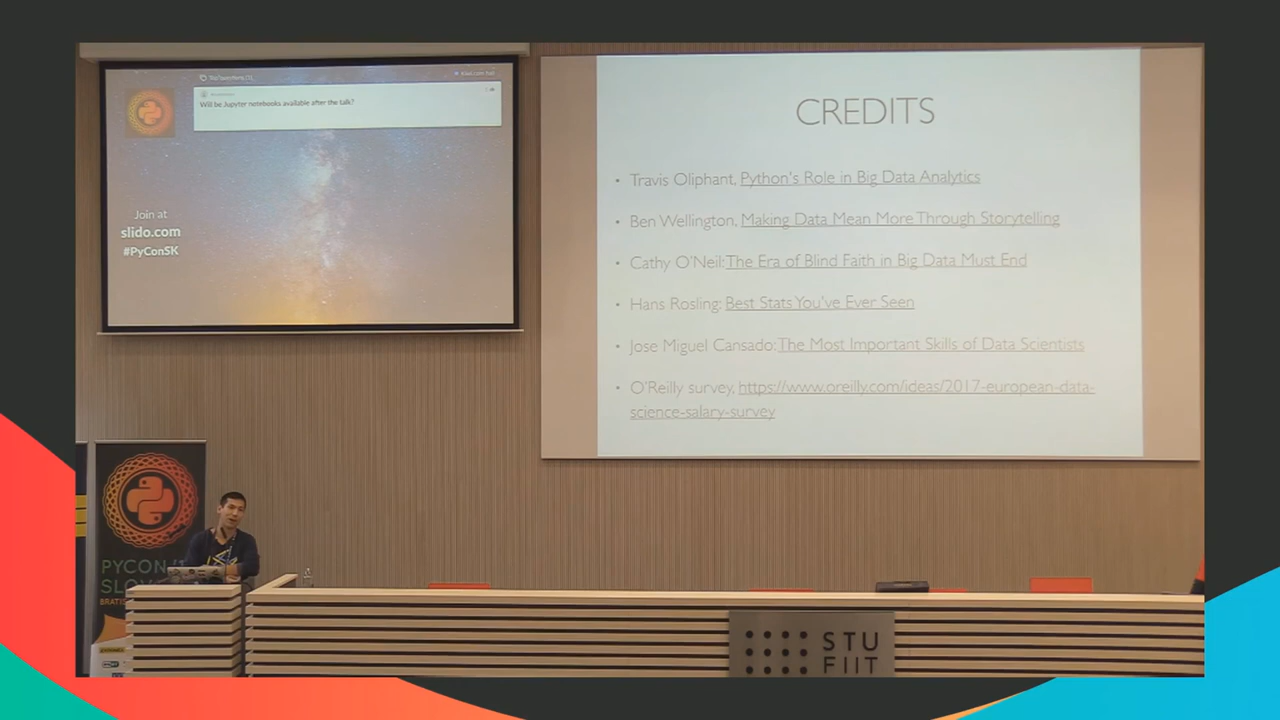 Will be Jupyter notebooks available after the talk?
Join at
slido.com
#PyConSK
CREDITS
• Travis Oliphant, Python's Role in Big Data Analytics
• Ben Wellington, Making Data Mean More Through Storytelling
• Cathy O'Neil: The Era of Blind Faith in Big Data Must End
• Hans Rosling: Best Stats You've Ever Seen
• Jose Miguel Cansado: The Most Important Skills of Data Scientists
• O'Reilly survey, https://www.oreilly.com/ideas/2017-european-data-
science-salary-survey
PYCON
SLOV
BRATIS
STU
FIIT